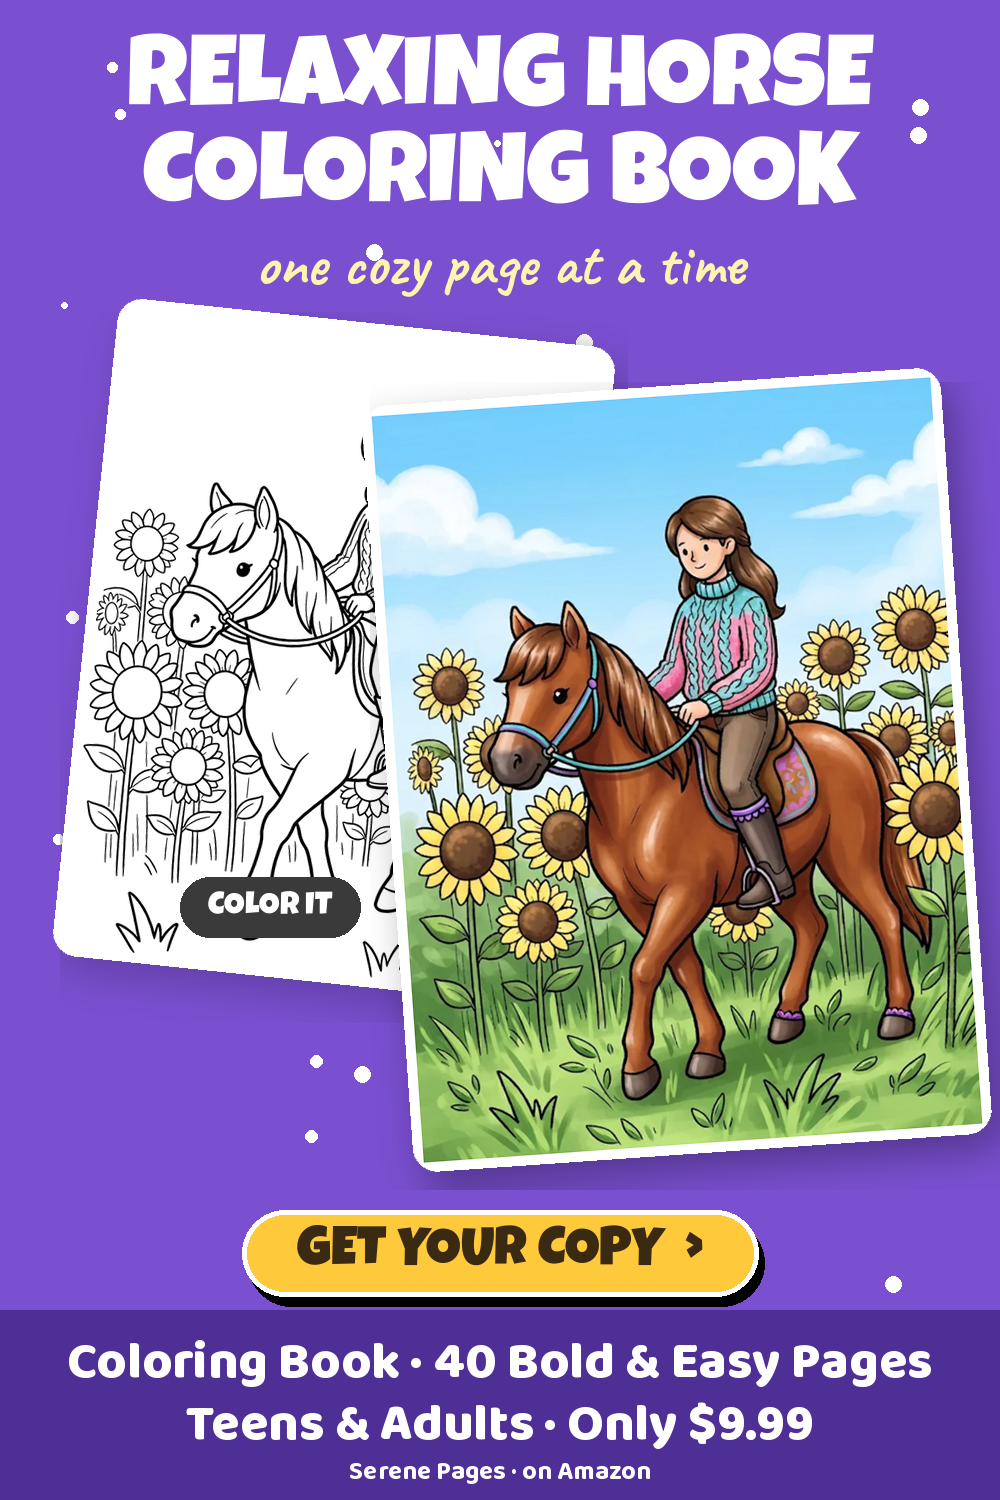 RELAXING HORSE
COLORING BOOK
one cozy page at a time
COLOR IT
GET YOUR COPY ›
Coloring Book · 40 Bold & Easy Pages
Teens & Adults · Only $9.99
Serene Pages · on Amazon